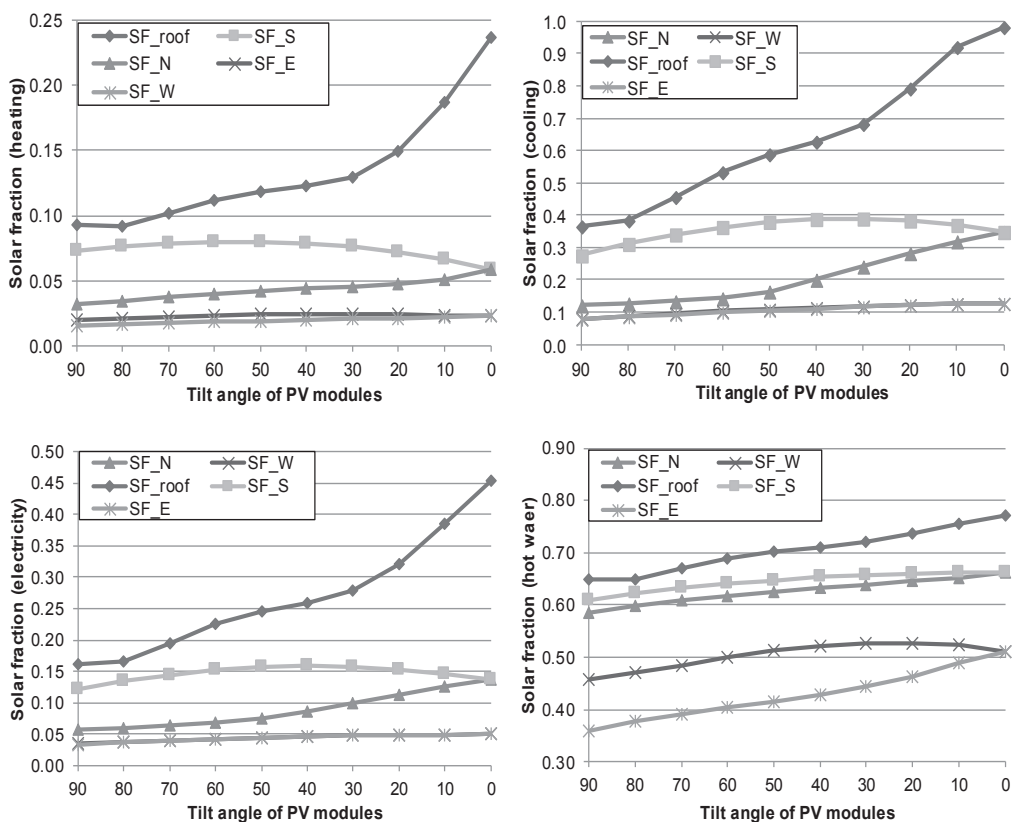 SF_roof SF_S
SF_N SF_E
SF_W
Solar fraction (heating)
0.25
0.20
0.15
0.10
0.05
0.00
90 80 70 60 50 40 30 20 10 0
Tilt angle of PV modules
SF_N SF_W
SF_roof SF_S
SF_E
Solar fraction (cooling)
1.0
0.9
0.8
0.7
0.6
0.5
0.4
0.3
0.2
0.1
0.0
90 80 70 60 50 40 30 20 10 0
Tilt angle of PV modules
SF_N SF_W
SF_roof SF_S
SF_E
Solar fraction (electricity)
0.50
0.45
0.40
0.35
0.30
0.25
0.20
0.15
0.10
0.05
0.00
90 80 70 60 50 40 30 20 10 0
Tilt angle of PV modules
SF_N SF_W
SF_roof SF_S
SF_E
Solar fraction (hot waer)
0.90
0.80
0.70
0.60
0.50
0.40
0.30
90 80 70 60 50 40 30 20 10 0
Tilt angle of PV modules